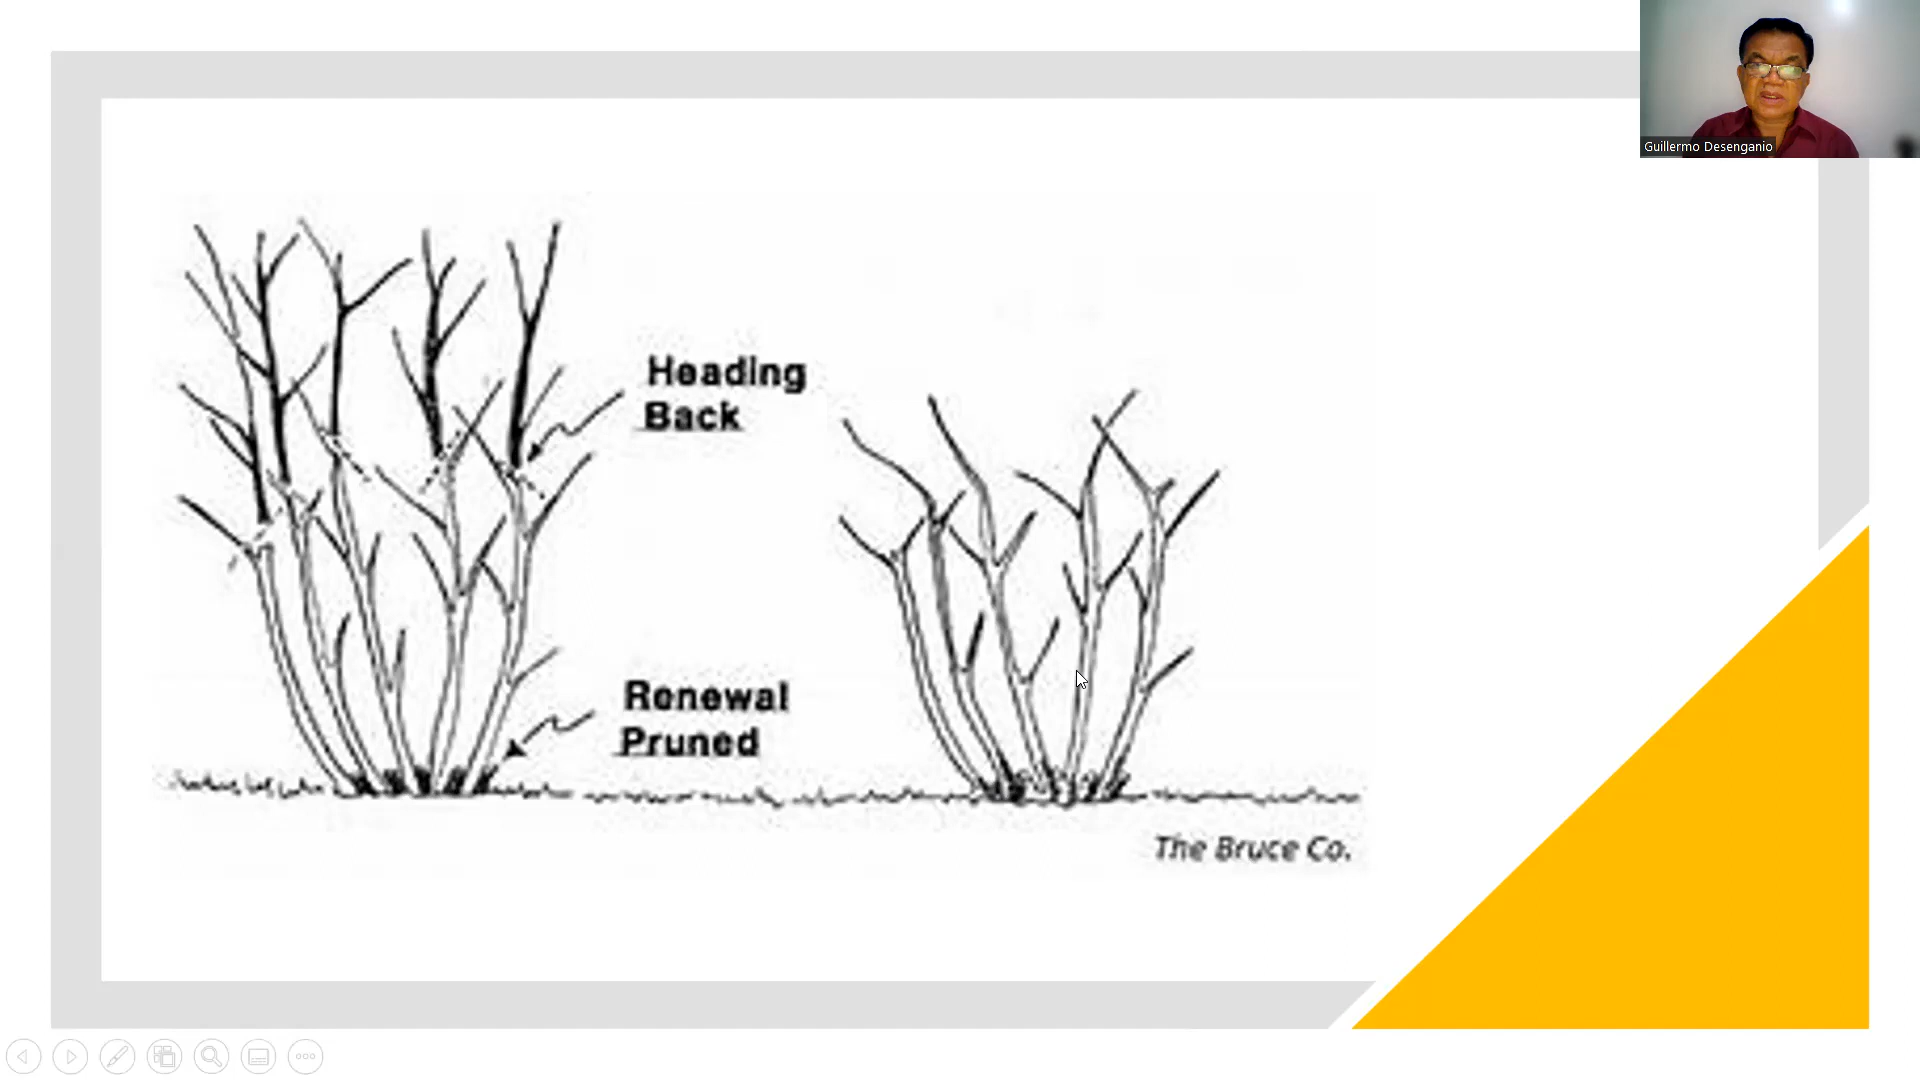 Guillermo Desenganio
Heading
Back
Renewal
Pruned
The Bruce Co.